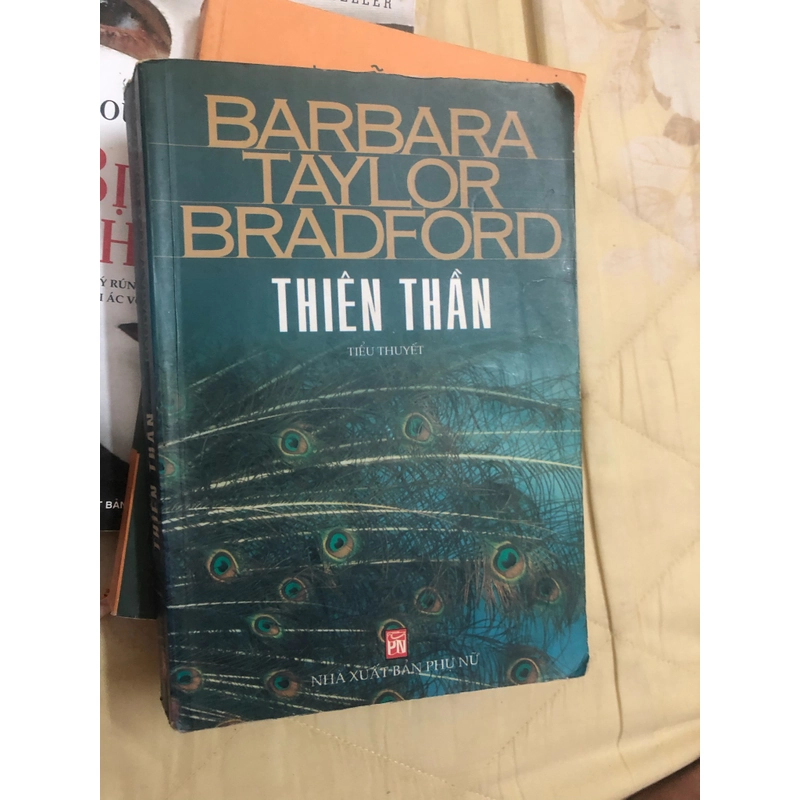 BARBARA
TAYLOR
BRADFORD
THIÊN THẦN
TIỂU THUYẾT
PN
NHÀ XUẤT BẢN PHỤ NỮ
THIÊN THẦN